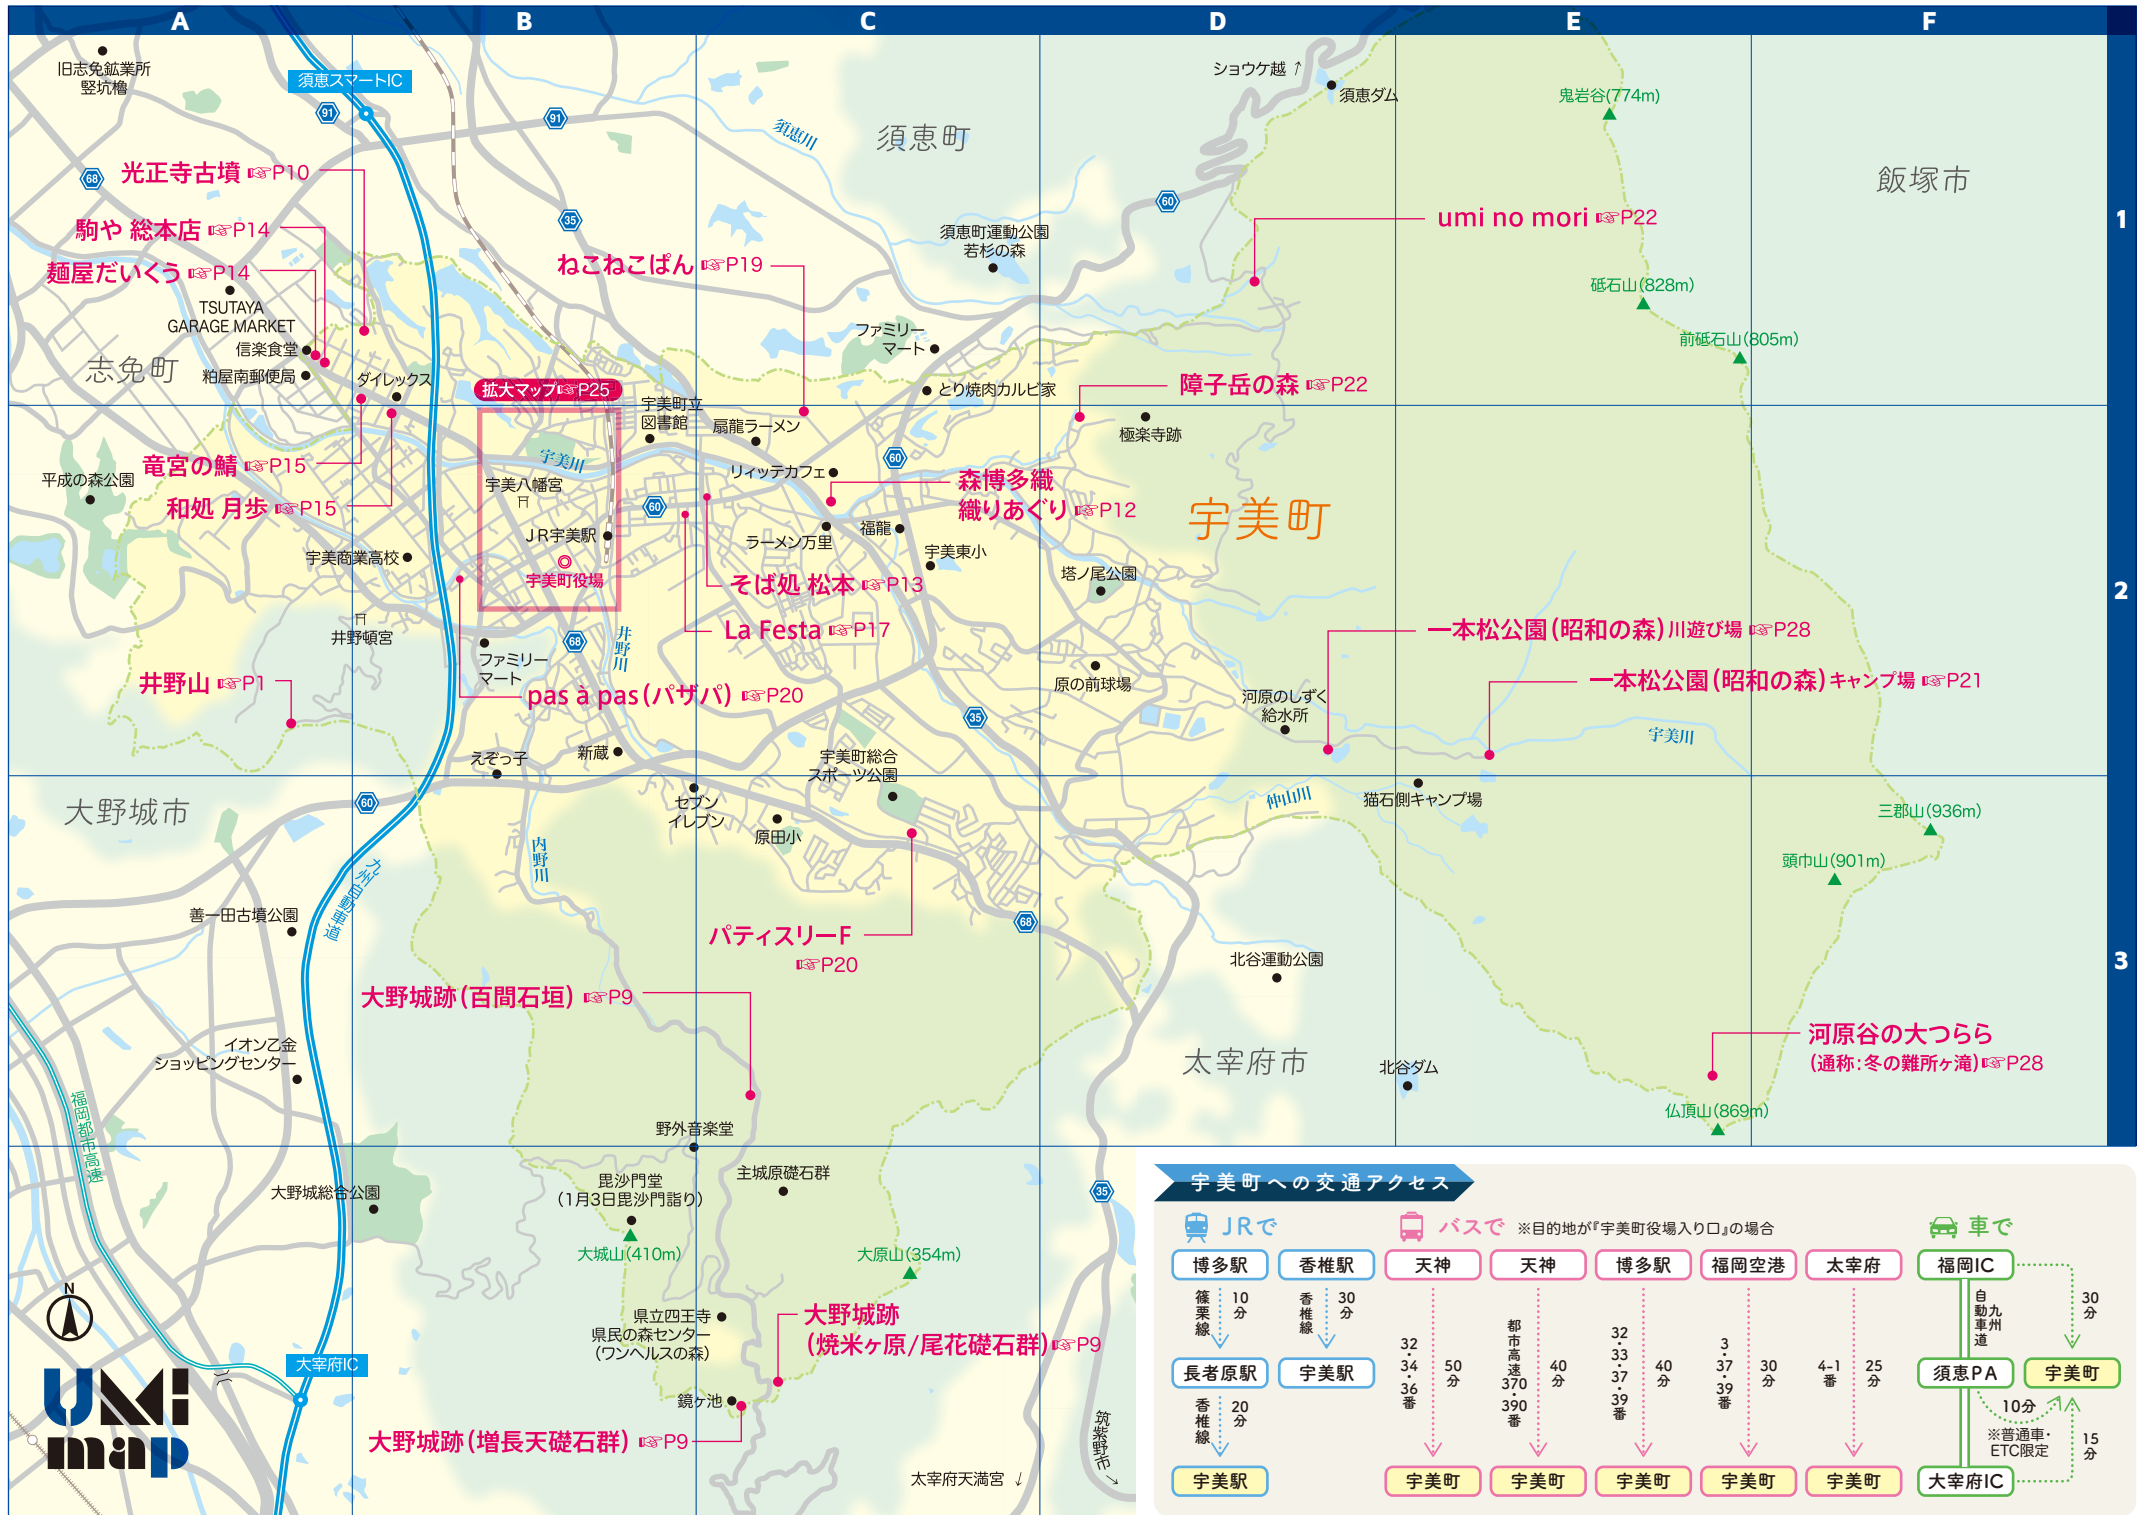 A
B
C
D
E
F
1
2
3
旧志免鉱業所
竪坑櫓
須恵スマートIC
91
91
68
光正寺古墳 ☞P10
駒や 総本店 ☞P14
麺屋だいくう ☞P14
TSUTAYA
GARAGE MARKET
信楽食堂
粕屋南郵便局
志免町
ダイレックス
35
須恵川
須恵町
須恵町運動公園
若杉の森
ねこねこぱん ☞P19
ファミリー
マート
とり焼肉カルビ家
ショウケ越 ↑
須恵ダム
60
umi no mori ☞P22
鬼岩谷(774m)
砥石山(828m)
前砥石山(805m)
飯塚市
障子岳の森 ☞P22
極楽寺跡
拡大マップ☞P25
宇美町立
図書館
扇龍ラーメン
リィッテカフェ
60
森博多織
織りあぐり ☞P12
平成の森公園
竜宮の鯖 ☞P15
和処 月歩 ☞P15
宇美川
宇美八幡宮
JR宇美駅
宇美町役場
60
宇美商業高校
井野頓宮
ラーメン万里
福龍
宇美東小
宇美町
塔ノ尾公園
そば処 松本 ☞P13
La Festa ☞P17
68
井野川
ファミリー
マート
pas à pas(パザパ) ☞P20
井野山 ☞P1
原の前球場
河原のしずく
給水所
一本松公園(昭和の森)川遊び場 ☞P28
一本松公園(昭和の森)キャンプ場 ☞P21
宇美川
35
えぞっ子
新蔵
宇美町総合
スポーツ公園
大野城市
60
セブン
イレブン
原田小
仲山川
猫石側キャンプ場
三郡山(936m)
頭巾山(901m)
内野川
九州自動車道
善一田古墳公園
パティスリーF
☞P20
68
北谷運動公園
大野城跡(百間石垣) ☞P9
イオン乙金
ショッピングセンター
太宰府市
北谷ダム
河原谷の大つらら
(通称:冬の難所ヶ滝)☞P28
仏頂山(869m)
福岡都市高速
野外音楽堂
主城原礎石群
毘沙門堂
(1月3日毘沙門詣り)
大城山(410m)
大原山(354m)
35
大野城総合公園
県立四王寺
県民の森センター
(ワンヘルスの森)
大野城跡
(焼米ヶ原/尾花礎石群)☞P9
鏡ヶ池
大野城跡(増長天礎石群) ☞P9
太宰府天満宮 ↓
筑紫野市→
大宰府IC
N
UMI
map
宇美町への交通アクセス
JRで
バスで ※目的地が『宇美町役場入り口』の場合
車で
博多駅
篠栗線
10分
長者原駅
香椎線
20分
宇美駅
香椎駅
香椎線
30分
宇美駅
天神
32・34・36番
50分
宇美町
天神
都市高速370・390番
40分
宇美町
博多駅
32・33・37・39番
40分
宇美町
福岡空港
3・37・39番
30分
宇美町
太宰府
4-1番
25分
宇美町
福岡IC
九州自動車道
30分
須恵PA
宇美町
10分
※普通車・
ETC限定
15分
大宰府IC